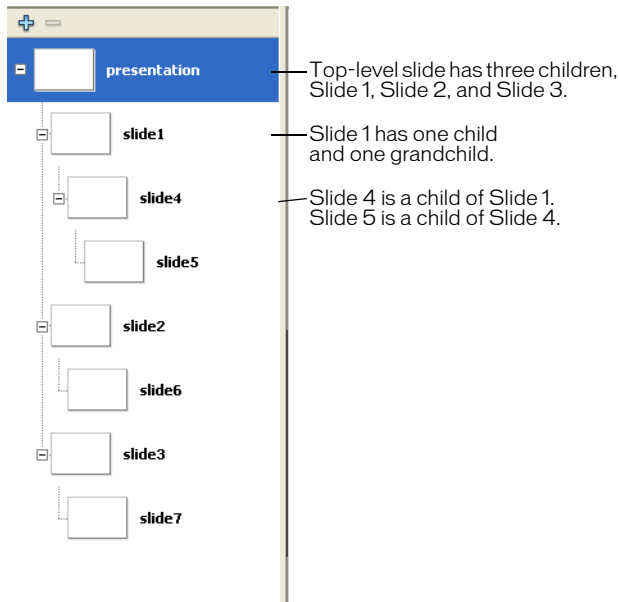 presentation
Top-level slide has three children,
Slide 1, Slide 2, and Slide 3.
slide1
Slide 1 has one child
and one grandchild.
slide4
Slide 4 is a child of Slide 1.
Slide 5 is a child of Slide 4.
slide5
slide2
slide6
slide3
slide7